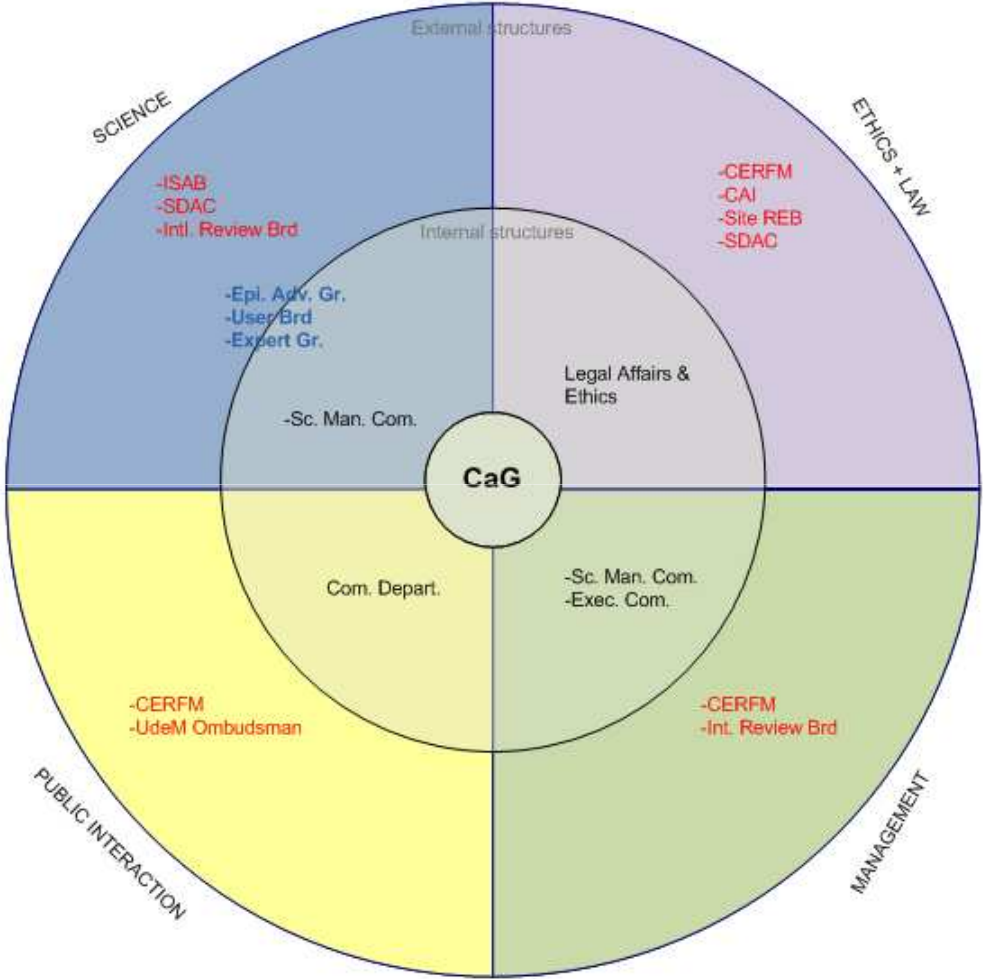 External structures
SCIENCE
ETHICS + LAW
-ISAB
-SDAC
-Intl. Review Brd
-CERFM
-CAI
-Site REB
-SDAC
Internal structures
-Epi. Adv. Gr.
-User Brd
-Expert Gr.
Legal Affairs &
Ethics
-Sc. Man. Com.
CaG
Com. Depart.
-Sc. Man. Com.
-Exec. Com.
-CERFM
-UdeM Ombudsman
-CERFM
-Int. Review Brd
PUBLIC INTERACTION
MANAGEMENT